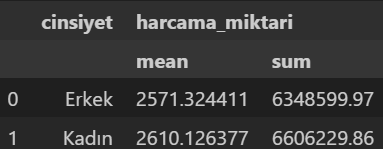 cinsiyet harcama_miktari
mean sum
0 Erkek 2571.324411 6348599.97
1 Kadın 2610.126377 6606229.86